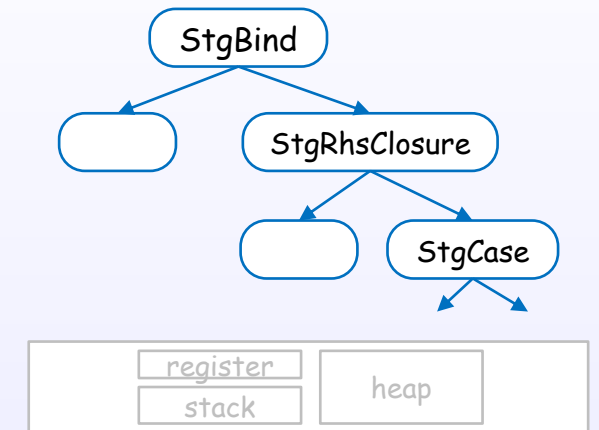 StgBind
StgRhsClosure
StgCase
register
stack
heap